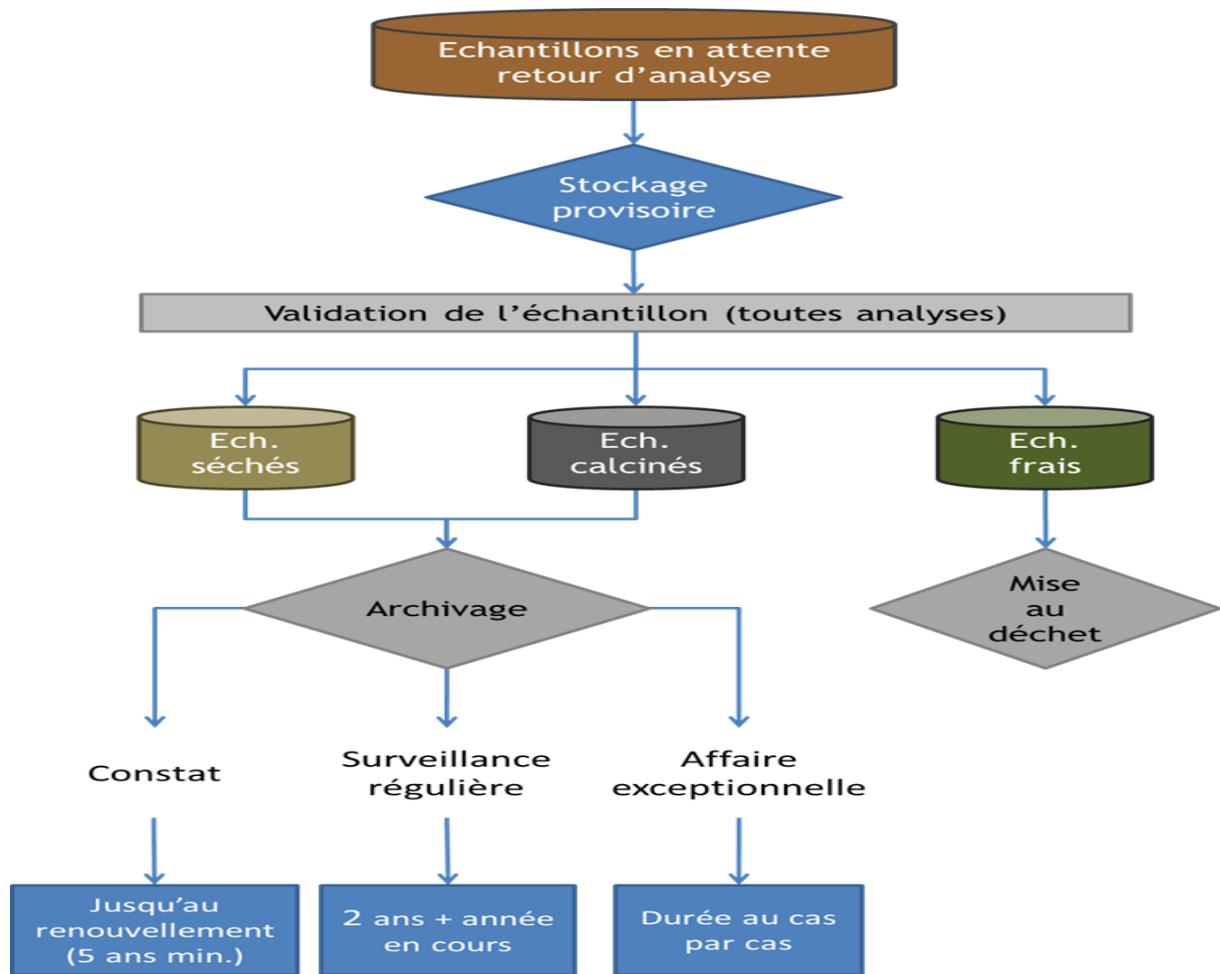 Echantillons en attente
retour d'analyse
Stockage
provisoire
Validation de l'échantillon (toutes analyses)
Ech.
séchés
Ech.
calcinés
Ech.
frais
Archivage
Mise
au
déchet
Constat
Surveillance
régulière
Affaire
exceptionnelle
Jusqu'au
renouvellement
(5 ans min.)
2 ans + année
en cours
Durée au cas
par cas